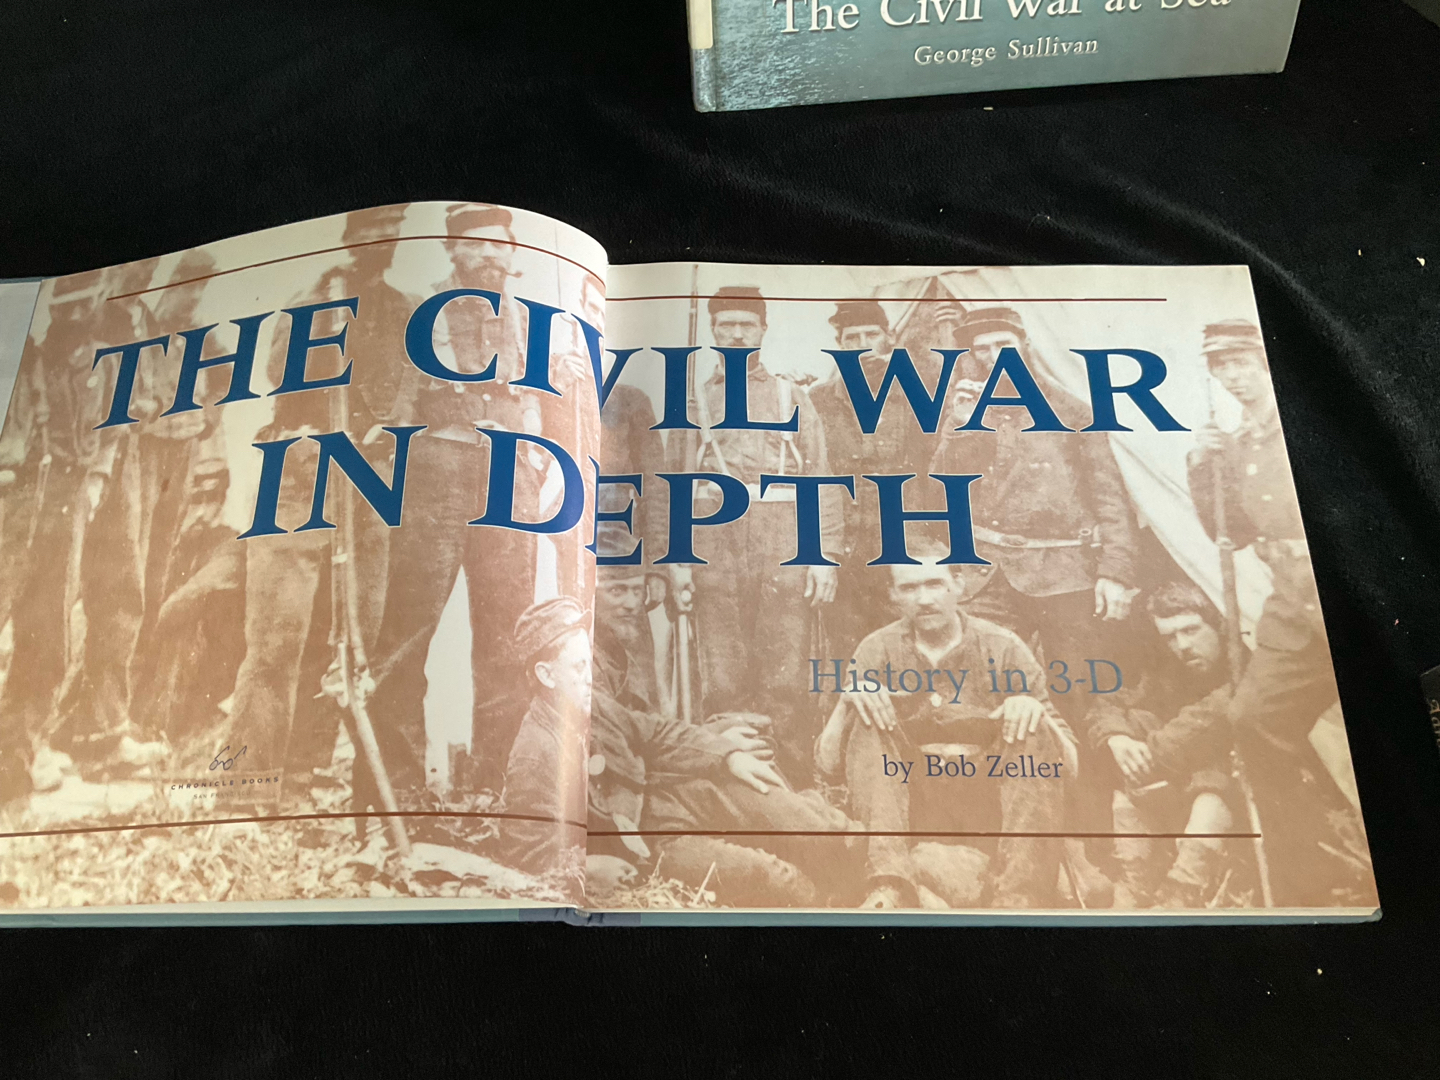 The Civil War at Sea
George Sullivan
THE CIVIL WAR
IN DEPTH
History in 3-D
by Bob Zeller
CHRONICLE BOOKS